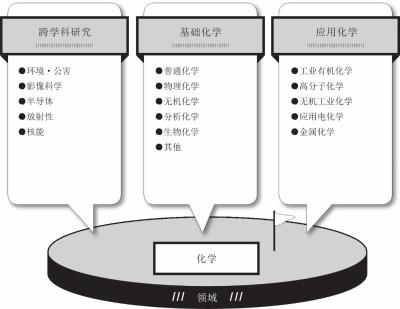 跨学科研究
●环境·公害
●影像科学
●半导体
●放射性
●核能
基础化学
●普通化学
●物理化学
●无机化学
●分析化学
●生物化学
●其他
应用化学
●工业有机化学
●高分子化学
●无机工业化学
●应用电化学
●金属化学
化学
/// 领域 ///